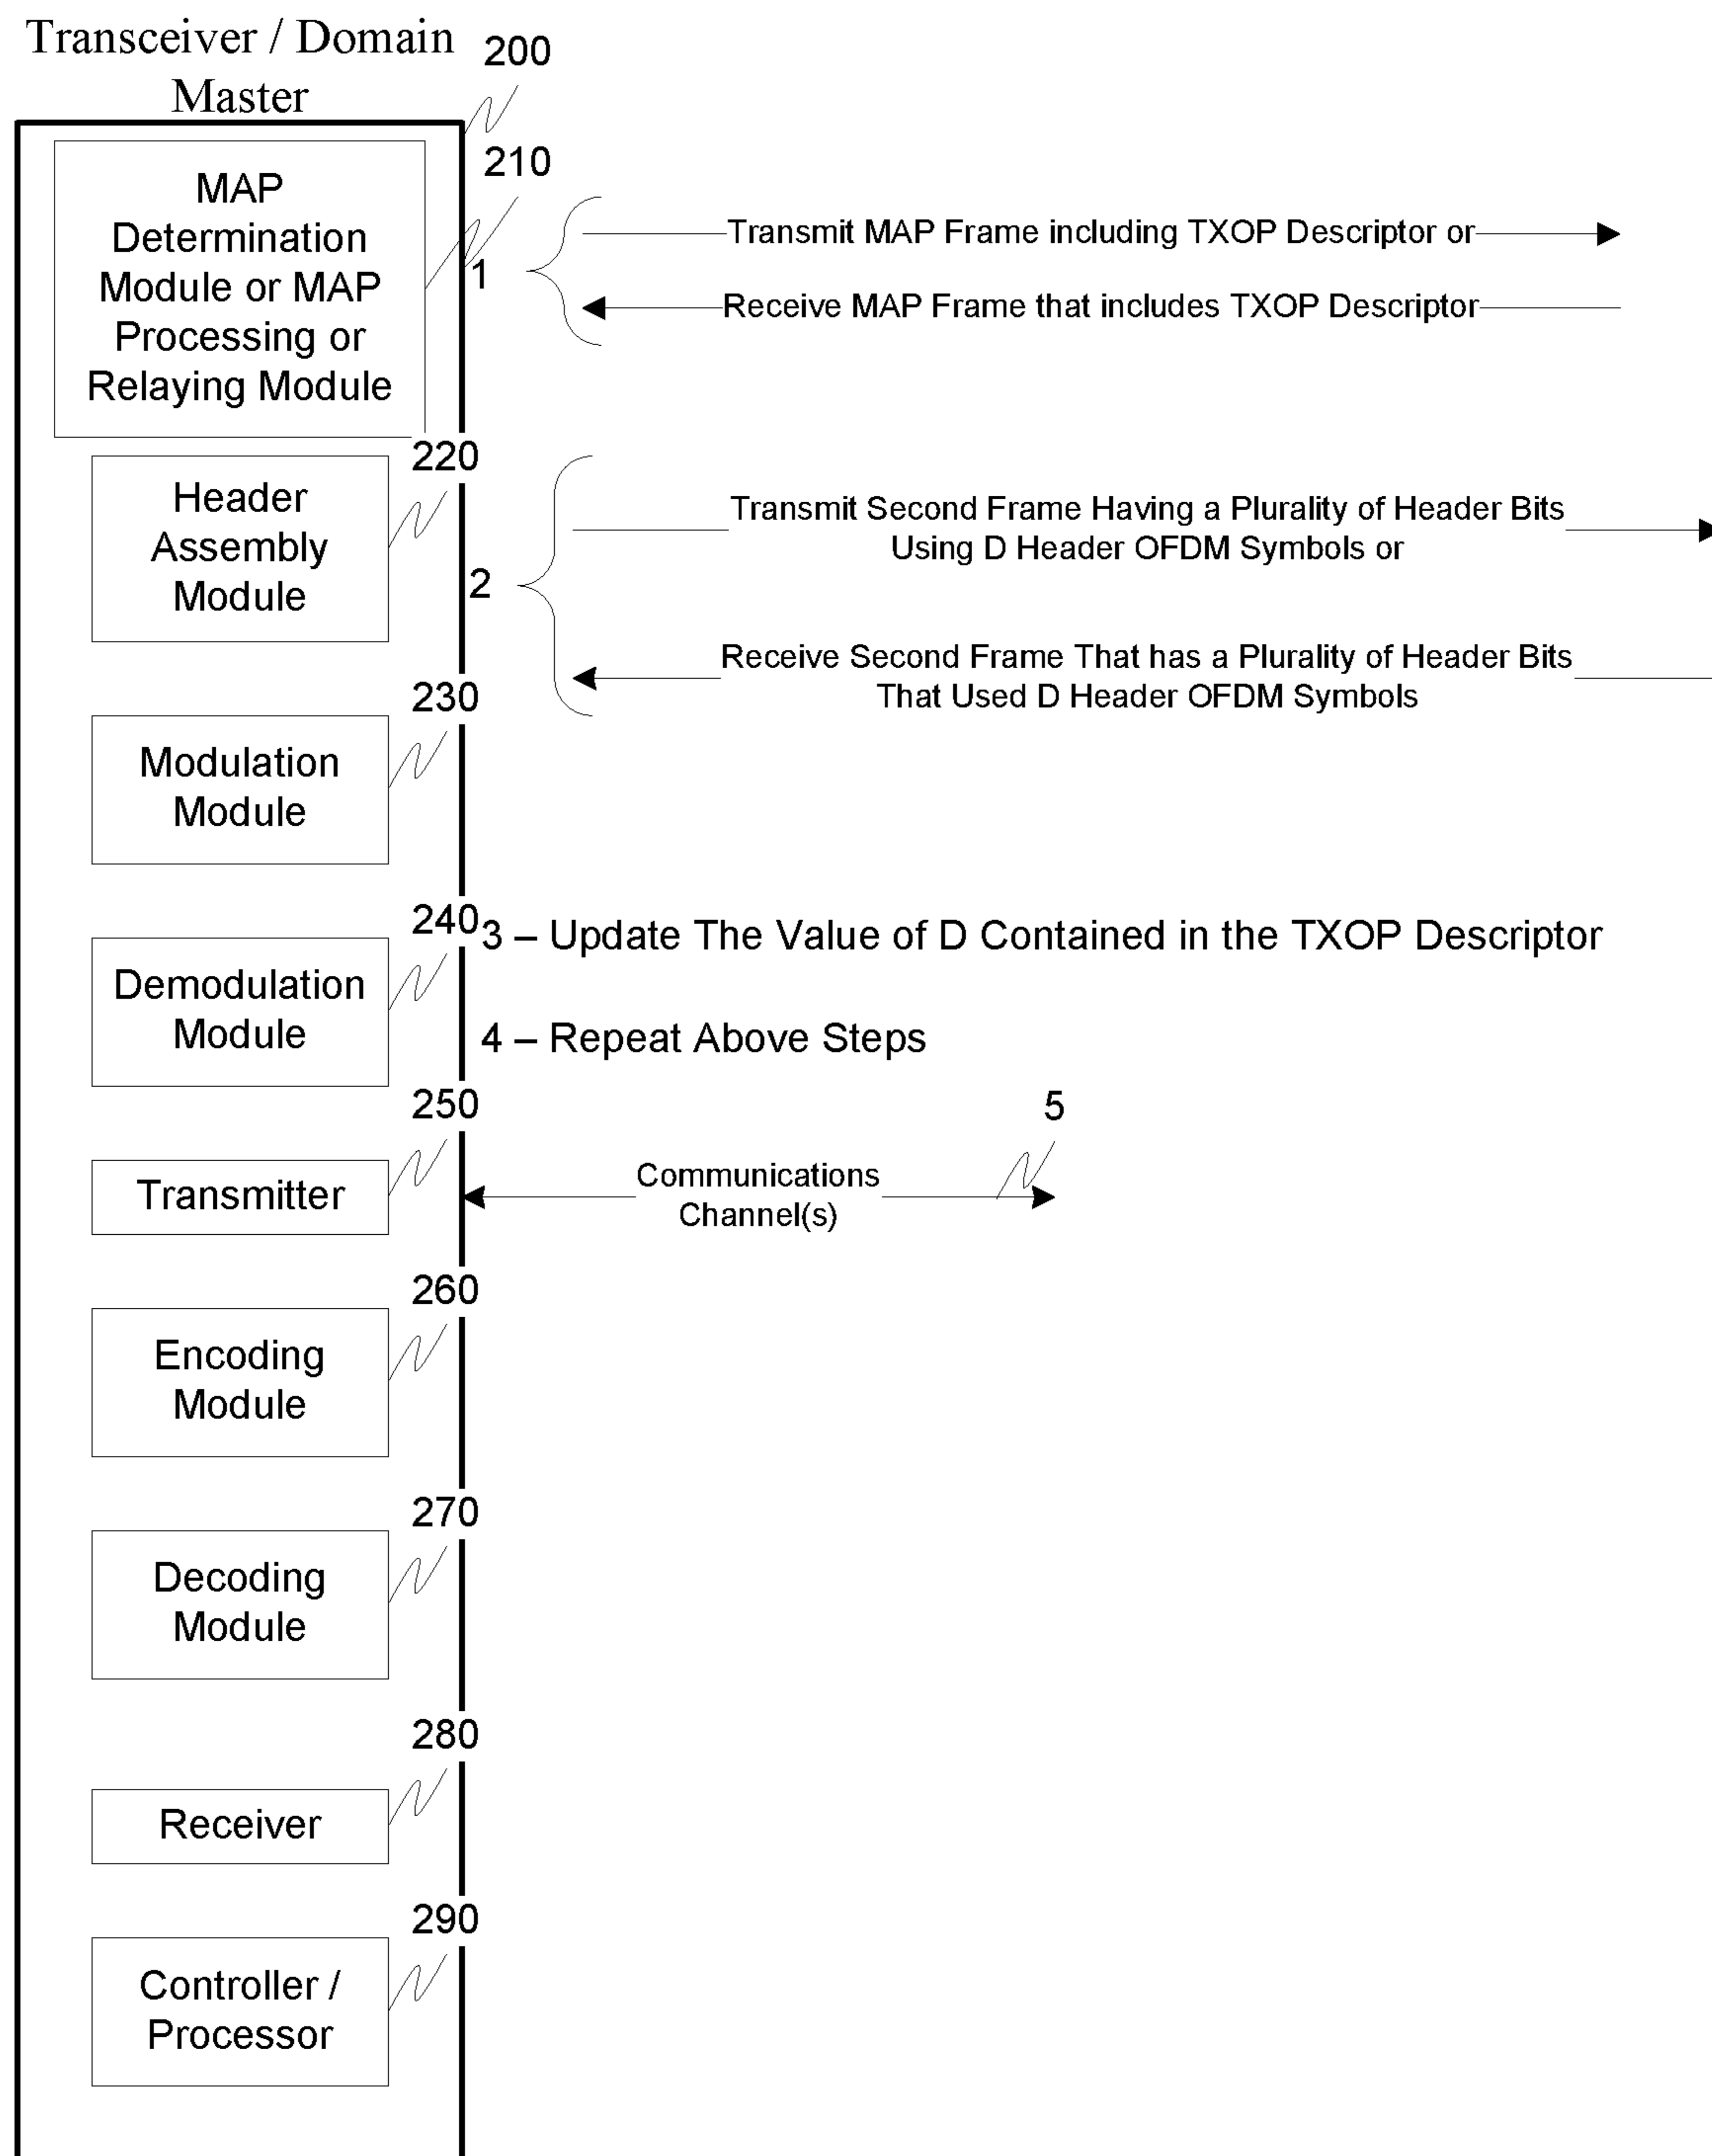 Transceiver / Domain
Master
200
210
MAP
Determination
Module or MAP
Processing or
Relaying Module
1
Transmit MAP Frame including TXOP Descriptor or
Receive MAP Frame that includes TXOP Descriptor
220
Header
Assembly
Module
2
Transmit Second Frame Having a Plurality of Header Bits
Using D Header OFDM Symbols or
Receive Second Frame That has a Plurality of Header Bits
That Used D Header OFDM Symbols
230
Modulation
Module
240
3 – Update The Value of D Contained in the TXOP Descriptor
Demodulation
Module
4 – Repeat Above Steps
250
5
Transmitter
Communications
Channel(s)
260
Encoding
Module
270
Decoding
Module
280
Receiver
290
Controller /
Processor